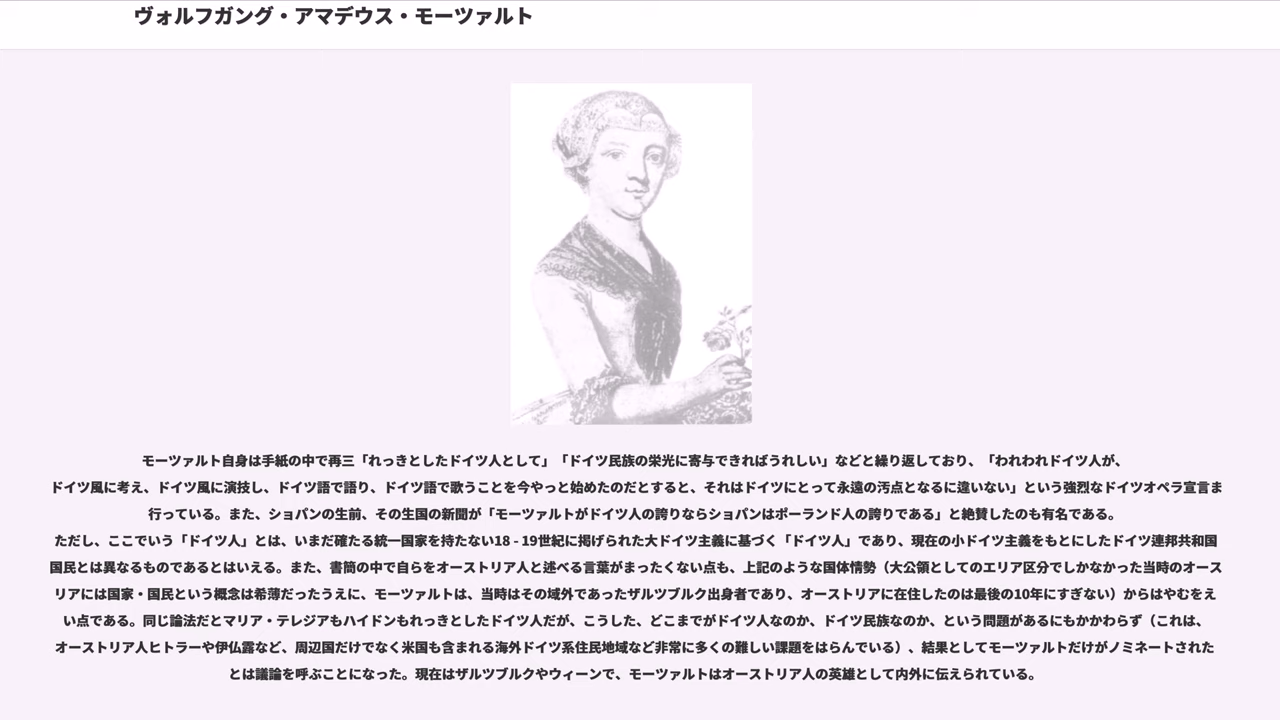 ヴォルフガング・アマデウス・モーツァルト
モーツァルト自身は手紙の中で再三「れっきとしたドイツ人として」「ドイツ民族の栄光に寄与できればうれしい」などと繰り返しており、「われわれドイツ人が、
ドイツ風に考え、ドイツ風に演技し、ドイツ語で語り、ドイツ語で歌うことを今やっと始めたのだとすると、それはドイツにとって永遠の汚点となるに違いない」という強烈なドイツオペラ宣言ま
行っている。また、ショパンの生前、その生国の新聞が「モーツァルトがドイツ人の誇りならショパンはポーランド人の誇りである」と絶賛したのも有名である。
ただし、ここでいう「ドイツ人」とは、いまだ確たる統一国家を持たない18 - 19世紀に掲げられた大ドイツ主義に基づく「ドイツ人」であり、現在の小ドイツ主義をもとにしたドイツ連邦共和国
国民とは異なるものであるとはいえる。また、書簡の中で自らをオーストリア人と述べる言葉がまったくない点も、上記のような国体情勢（大公領としてのエリア区分でしかなかった当時のオース
リアには国家・国民という概念は希薄だったうえに、モーツァルトは、当時はその域外であったザルツブルク出身者であり、オーストリアに在住したのは最後の10年にすぎない）からはやむをえ
い点である。同じ論法だとマリア・テレジアもハイドンもれっきとしたドイツ人だが、こうした、どこまでがドイツ人なのか、ドイツ民族なのか、という問題があるにもかかわらず（これは、
オーストリア人ヒトラーや伊仏露など、周辺国だけでなく米国も含まれる海外ドイツ系住民地域など非常に多くの難しい課題をはらんでいる）、結果としてモーツァルトだけがノミネートされた
とは議論を呼ぶことになった。現在はザルツブルクやウィーンで、モーツァルトはオーストリア人の英雄として内外に伝えられている。